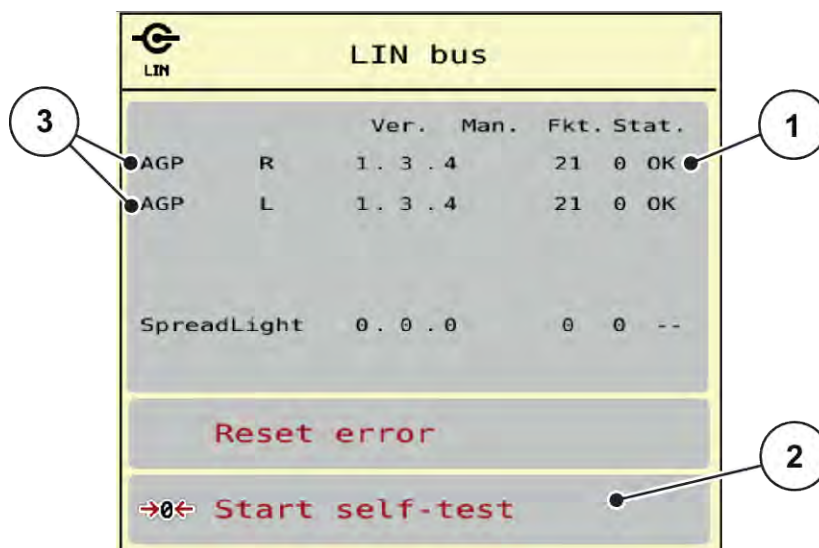 LIN
LIN bus
Ver. Man. Fkt. Stat.
3
1
AGP R 1. 3 .4 21 0 OK
AGP L 1. 3 .4 21 0 OK
SpreadLight 0. 0 .0 0 0 --
Reset error
2
→0← Start self-test